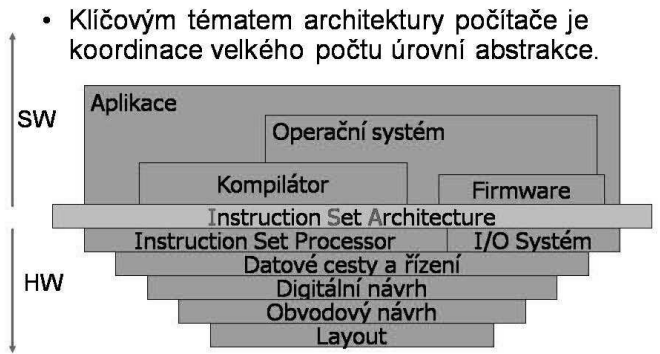 • Klíčovým tématem architektury počítače je
koordinace velkého počtu úrovní abstrakce.
SW
Aplikace
Operační systém
Kompilátor
Firmware
Instruction Set Architecture
Instruction Set Processor
I/O Systém
Datové cesty a řízení
HW
Digitální návrh
Obvodový návrh
Layout